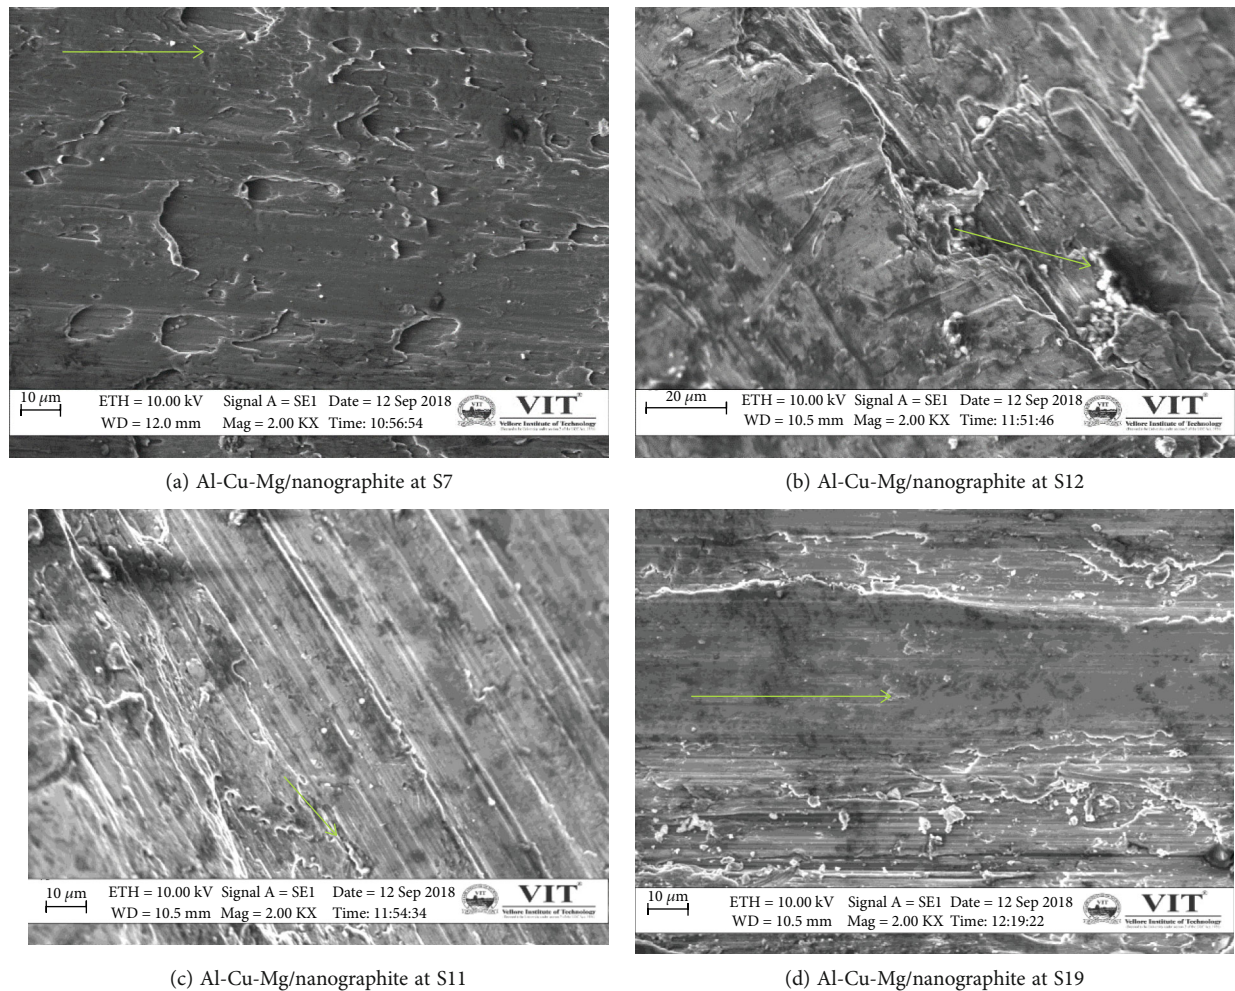 10 μm
ETH = 10.00 kV Signal A = SE1 Date = 12 Sep 2018
WD = 12.0 mm Mag = 2.00 KX Time: 10:56:54
VIT
VIT®
Vellore Institute of Technology
(a) Al-Cu-Mg/nanographite at S7
20 μm
ETH = 10.00 kV Signal A = SE1 Date = 12 Sep 2018
WD = 10.5 mm Mag = 2.00 KX Time: 11:51:46
VIT
VIT®
Vellore Institute of Technology
(b) Al-Cu-Mg/nanographite at S12
10 μm
ETH = 10.00 kV Signal A = SE1 Date = 12 Sep 2018
WD = 10.5 mm Mag = 2.00 KX Time: 11:54:34
VIT®
Vellore Institute of Technology
(c) Al-Cu-Mg/nanographite at S11
10 μm
ETH = 10.00 kV Signal A = SE1 Date = 12 Sep 2018
WD = 10.5 mm Mag = 2.00 KX Time: 12:19:22
VIT®
Vellore Institute of Technology
(d) Al-Cu-Mg/nanographite at S19